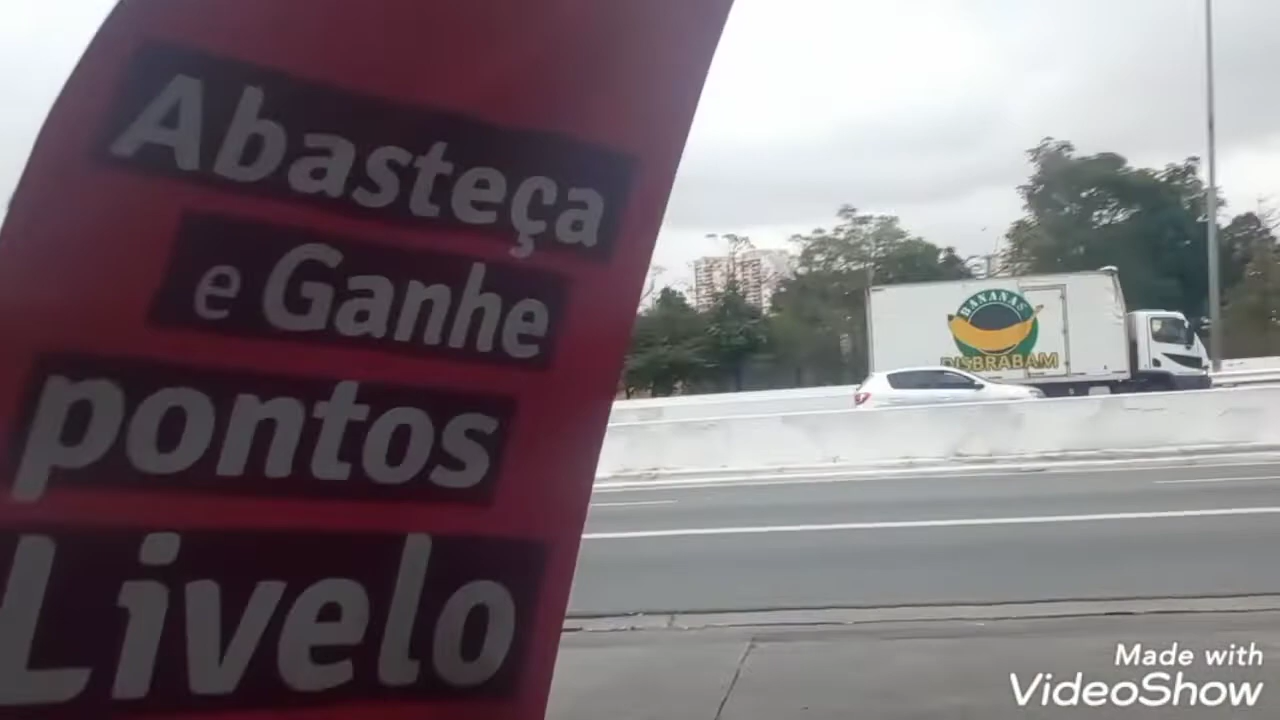 Abasteça
e Ganhe
pontos
Livelo
BANANAS
DISBRABAM
Made with
VideoShow